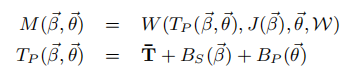 M(β⃗, θ⃗) = W(T_P(β⃗, θ⃗), J(β⃗), θ⃗, 𝒲)
T_P(β⃗, θ⃗) = T̄ + B_S(β⃗) + B_P(θ⃗)